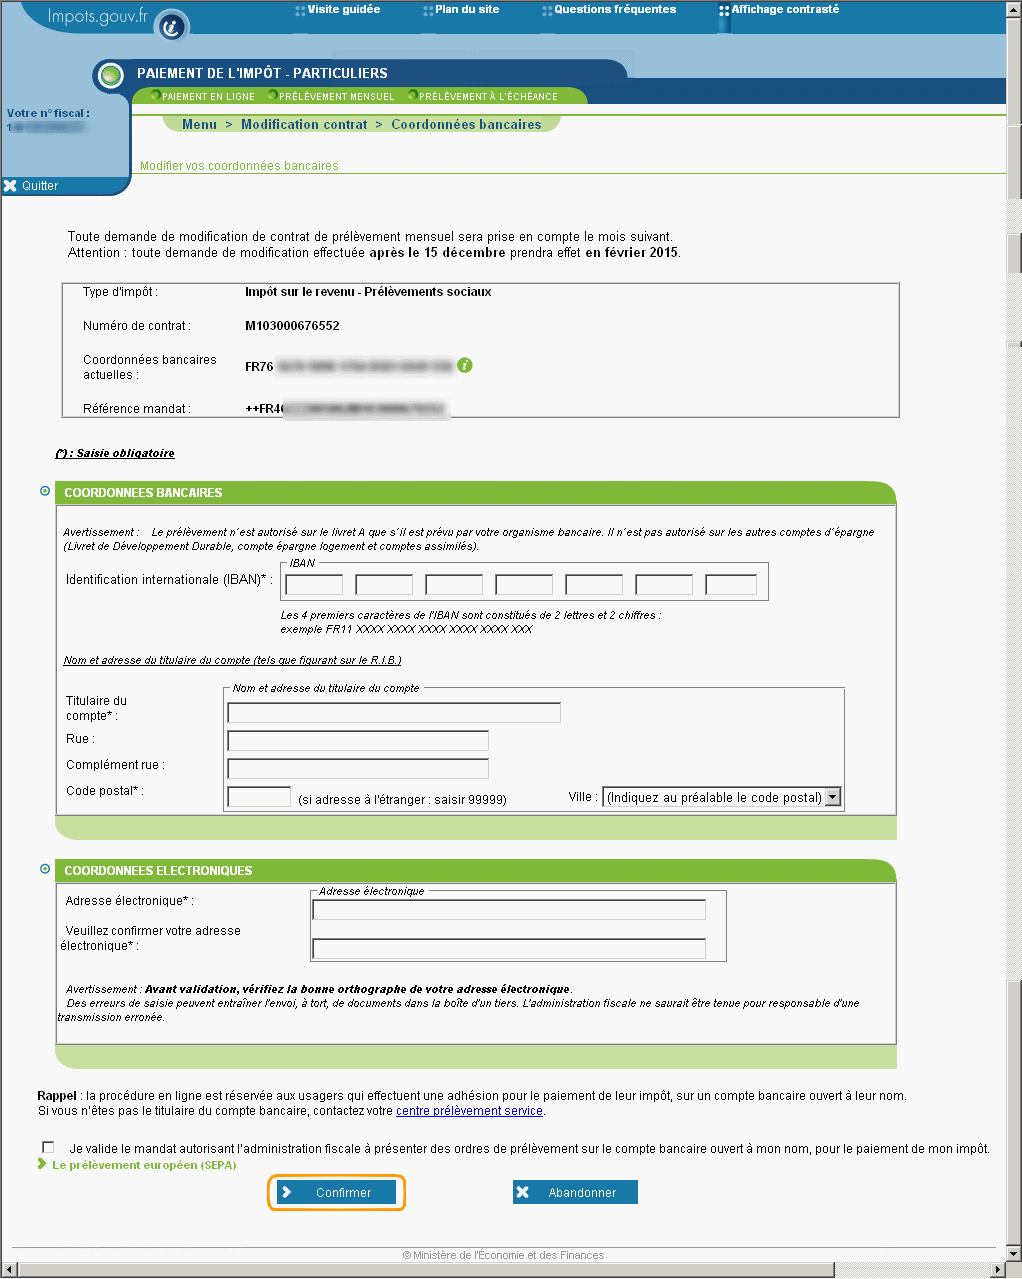 Impots.gouv.fr
Visite guidée
Plan du site
Questions fréquentes
Affichage contrasté
PAIEMENT DE L'IMPÔT - PARTICULIERS
PAIEMENT EN LIGNE
PRÉLÈVEMENT MENSUEL
PRÉLÈVEMENT À L'ÉCHÉANCE
Votre n° fiscal :
1
Menu > Modification contrat > Coordonnées bancaires
Modifier vos coordonnées bancaires
Quitter
Toute demande de modification de contrat de prélèvement mensuel sera prise en compte le mois suivant.
Attention : toute demande de modification effectuée après le 15 décembre prendra effet en février 2015.
Type d'impôt : Impôt sur le revenu - Prélèvements sociaux
Numéro de contrat : M103000676552
Coordonnées bancaires
actuelles :
FR76
Référence mandat : ++FR46
(*) : Saisie obligatoire
COORDONNEES BANCAIRES
Avertissement : Le prélèvement n´est autorisé sur le livret A que s´il est prévu par votre organisme bancaire. Il n´est pas autorisé sur les autres comptes d´épargne
(Livret de Développement Durable, compte épargne logement et comptes assimilés).
IBAN
Identification internationale (IBAN)* :
Les 4 premiers caractères de l'IBAN sont constitués de 2 lettres et 2 chiffres :
exemple FR11 XXXX XXXX XXXX XXXX XXXX XXX
Nom et adresse du titulaire du compte (tels que figurant sur le R.I.B.)
Nom et adresse du titulaire du compte
Titulaire du
compte* :
Rue :
Complément rue :
Code postal* :
(si adresse à l'étranger : saisir 99999)
Ville : (Indiquez au préalable le code postal)
COORDONNEES ELECTRONIQUES
Adresse électronique
Adresse électronique* :
Veuillez confirmer votre adresse
électronique* :
Avertissement : Avant validation, vérifiez la bonne orthographe de votre adresse électronique.
Des erreurs de saisie peuvent entraîner l'envoi, à tort, de documents dans la boîte d'un tiers. L'administration fiscale ne saurait être tenue pour responsable d'une
transmission erronée.
Rappel : la procédure en ligne est réservée aux usagers qui effectuent une adhésion pour le paiement de leur impôt, sur un compte bancaire ouvert à leur nom.
Si vous n'êtes pas le titulaire du compte bancaire, contactez votre centre prélèvement service.
Je valide le mandat autorisant l'administration fiscale à présenter des ordres de prélèvement sur le compte bancaire ouvert à mon nom, pour le paiement de mon impôt.
Le prélèvement européen (SEPA)
Confirmer
Abandonner
© Ministère de l'Économie et des Finances